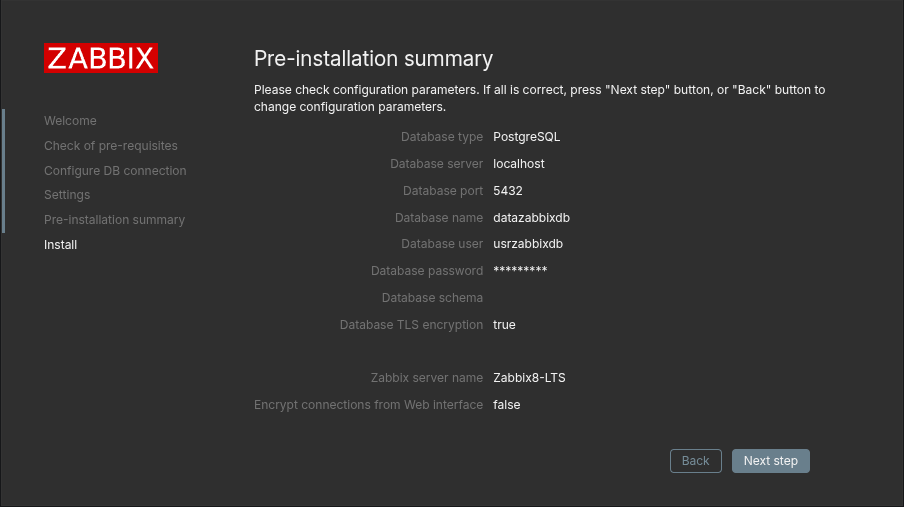 ZABBIX
Welcome
Check of pre-requisites
Configure DB connection
Settings
Pre-installation summary
Install
Pre-installation summary
Please check configuration parameters. If all is correct, press "Next step" button, or "Back" button to
change configuration parameters.
Database type PostgreSQL
Database server localhost
Database port 5432
Database name datazabbixdb
Database user usrzabbixdb
Database password *********
Database schema
Database TLS encryption true
Zabbix server name Zabbix8-LTS
Encrypt connections from Web interface false
Back Next step